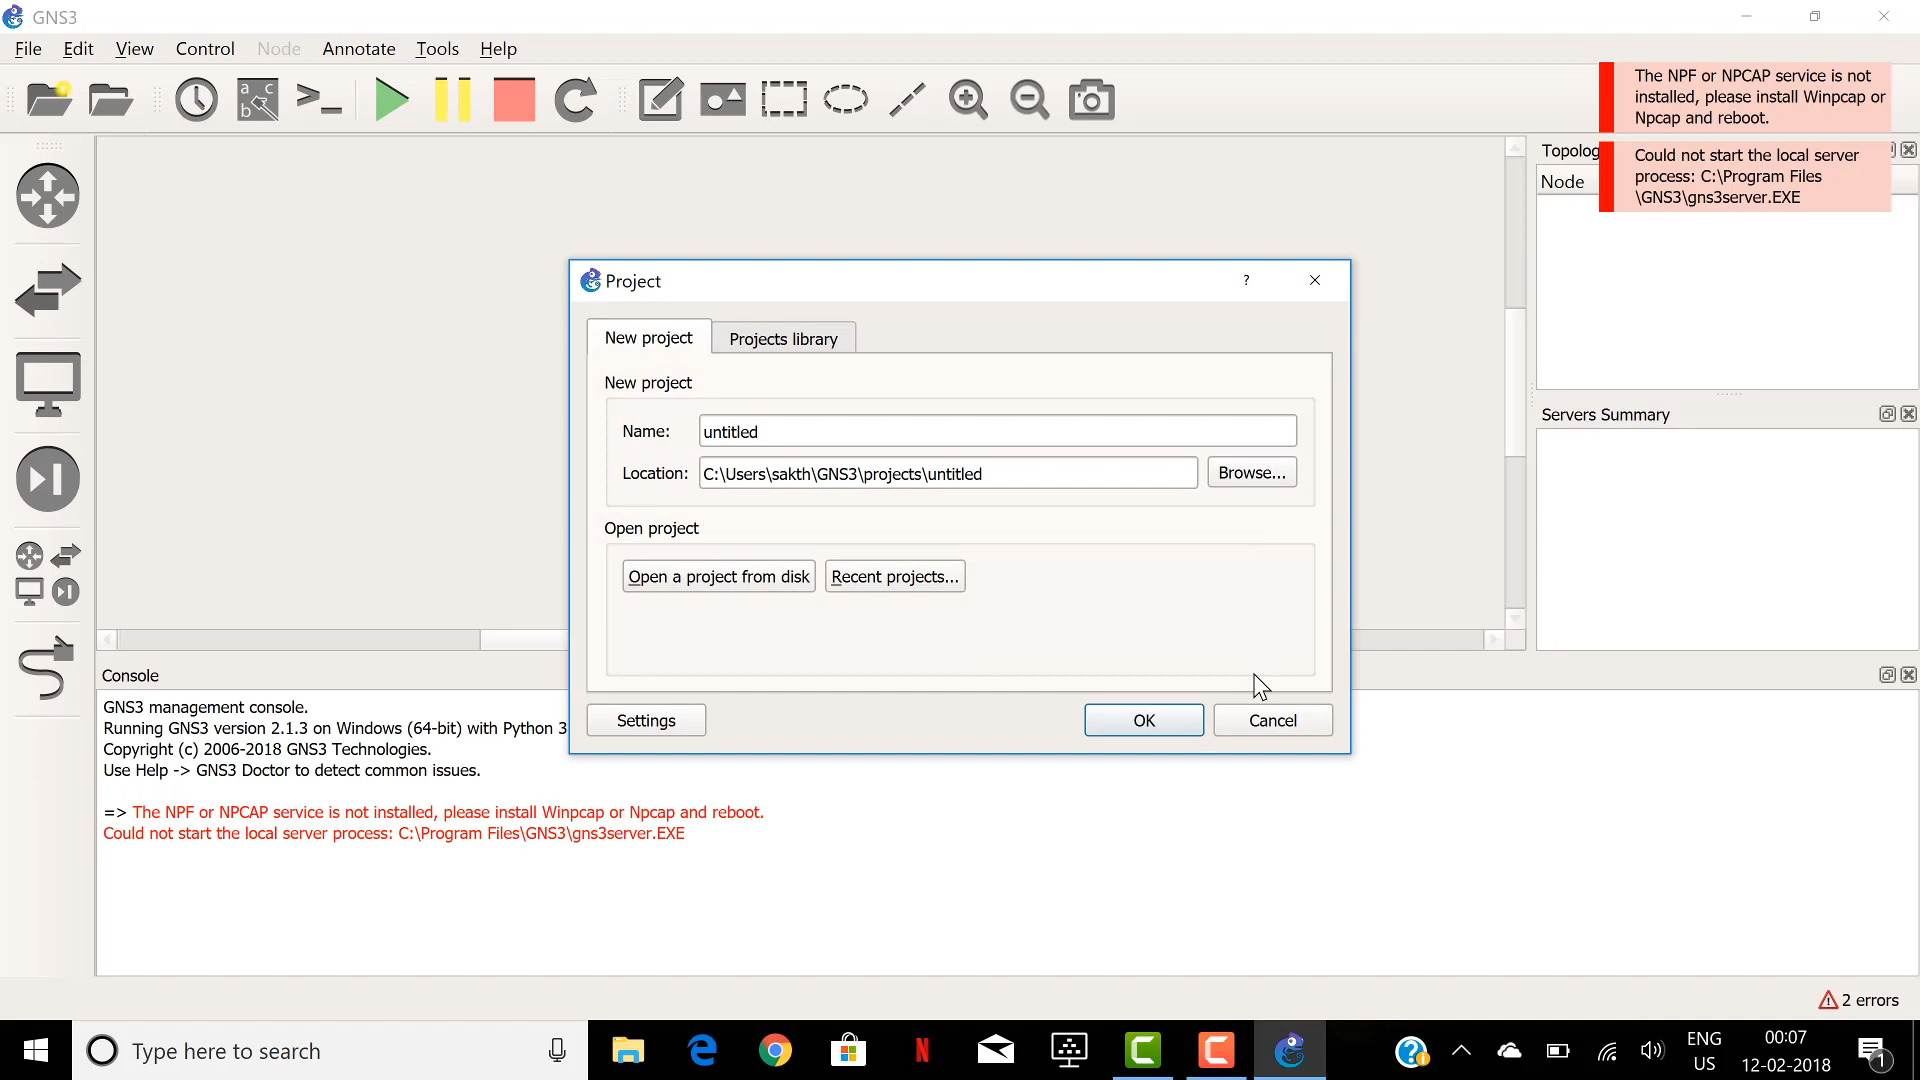 GNS3
File Edit View Control Node Annotate Tools Help
The NPF or NPCAP service is not
installed, please install Winpcap or
Npcap and reboot.
Could not start the local server
process: C:\Program Files
\GNS3\gns3server.EXE
Topolog
Node
Servers Summary
Project
New project Projects library
New project
Name: untitled
Location: C:\Users\sakth\GNS3\projects\untitled Browse...
Open project
Open a project from disk Recent projects...
Settings OK Cancel
Console
GNS3 management console.
Running GNS3 version 2.1.3 on Windows (64-bit) with Python 3
Copyright (c) 2006-2018 GNS3 Technologies.
Use Help -> GNS3 Doctor to detect common issues.
=> The NPF or NPCAP service is not installed, please install Winpcap or Npcap and reboot.
Could not start the local server process: C:\Program Files\GNS3\gns3server.EXE
2 errors
Type here to search
ENG
US
00:07
12-02-2018
1